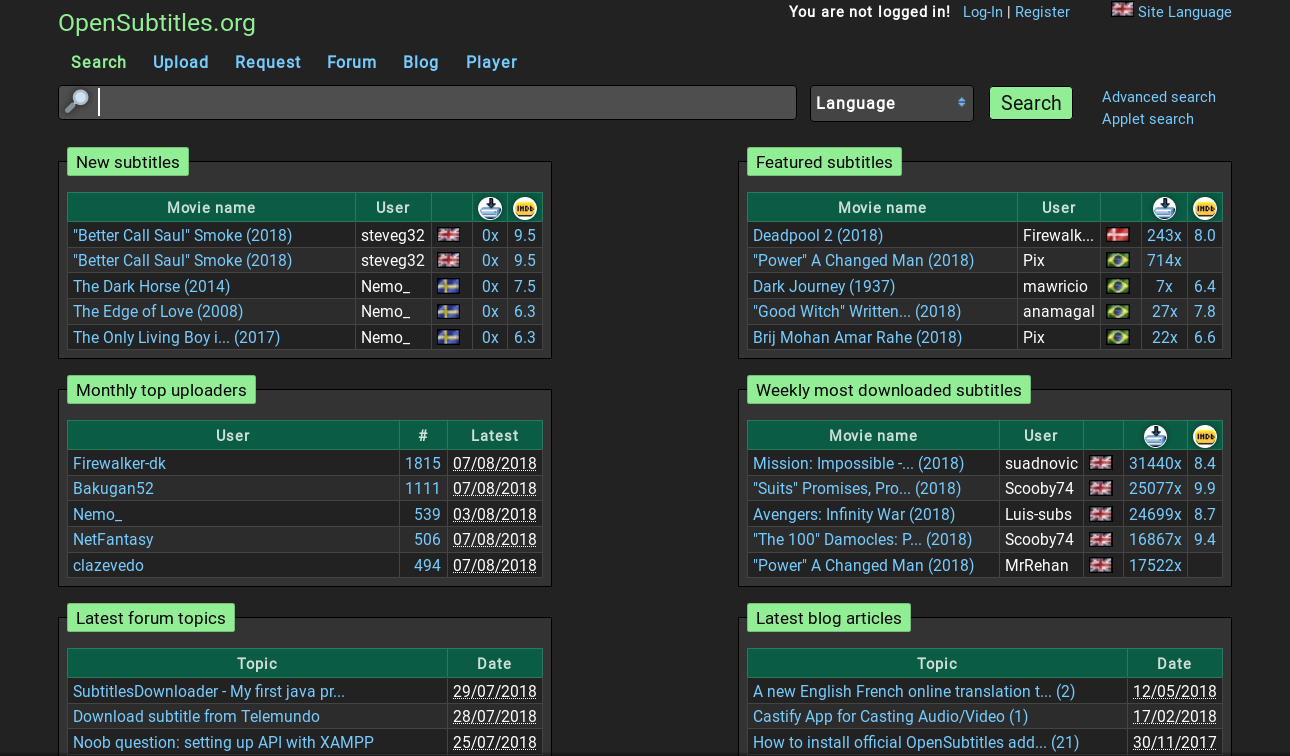 OpenSubtitles.org
You are not logged in! Log-In | Register Site Language
Search Upload Request Forum Blog Player
Language Search
Advanced search
Applet search
New subtitles
Movie name User IMDb
"Better Call Saul" Smoke (2018) steveg32 0x 9.5
"Better Call Saul" Smoke (2018) steveg32 0x 9.5
The Dark Horse (2014) Nemo_ 0x 7.5
The Edge of Love (2008) Nemo_ 0x 6.3
The Only Living Boy i... (2017) Nemo_ 0x 6.3
Featured subtitles
Movie name User IMDb
Deadpool 2 (2018) Firewalk... 243x 8.0
"Power" A Changed Man (2018) Pix 714x
Dark Journey (1937) mawricio 7x 6.4
"Good Witch" Written... (2018) anamagal 27x 7.8
Brij Mohan Amar Rahe (2018) Pix 22x 6.6
Monthly top uploaders
User # Latest
Firewalker-dk 1815 07/08/2018
Bakugan52 1111 07/08/2018
Nemo_ 539 03/08/2018
NetFantasy 506 07/08/2018
clazevedo 494 07/08/2018
Weekly most downloaded subtitles
Movie name User IMDb
Mission: Impossible -... (2018) suadnovic 31440x 8.4
"Suits" Promises, Pro... (2018) Scooby74 25077x 9.9
Avengers: Infinity War (2018) Luis-subs 24699x 8.7
"The 100" Damocles: P... (2018) Scooby74 16867x 9.4
"Power" A Changed Man (2018) MrRehan 17522x
Latest forum topics
Topic Date
SubtitlesDownloader - My first java pr... 29/07/2018
Download subtitle from Telemundo 28/07/2018
Noob question: setting up API with XAMPP 25/07/2018
Latest blog articles
Topic Date
A new English French online translation t... (2) 12/05/2018
Castify App for Casting Audio/Video (1) 17/02/2018
How to install official OpenSubtitles add... (21) 30/11/2017